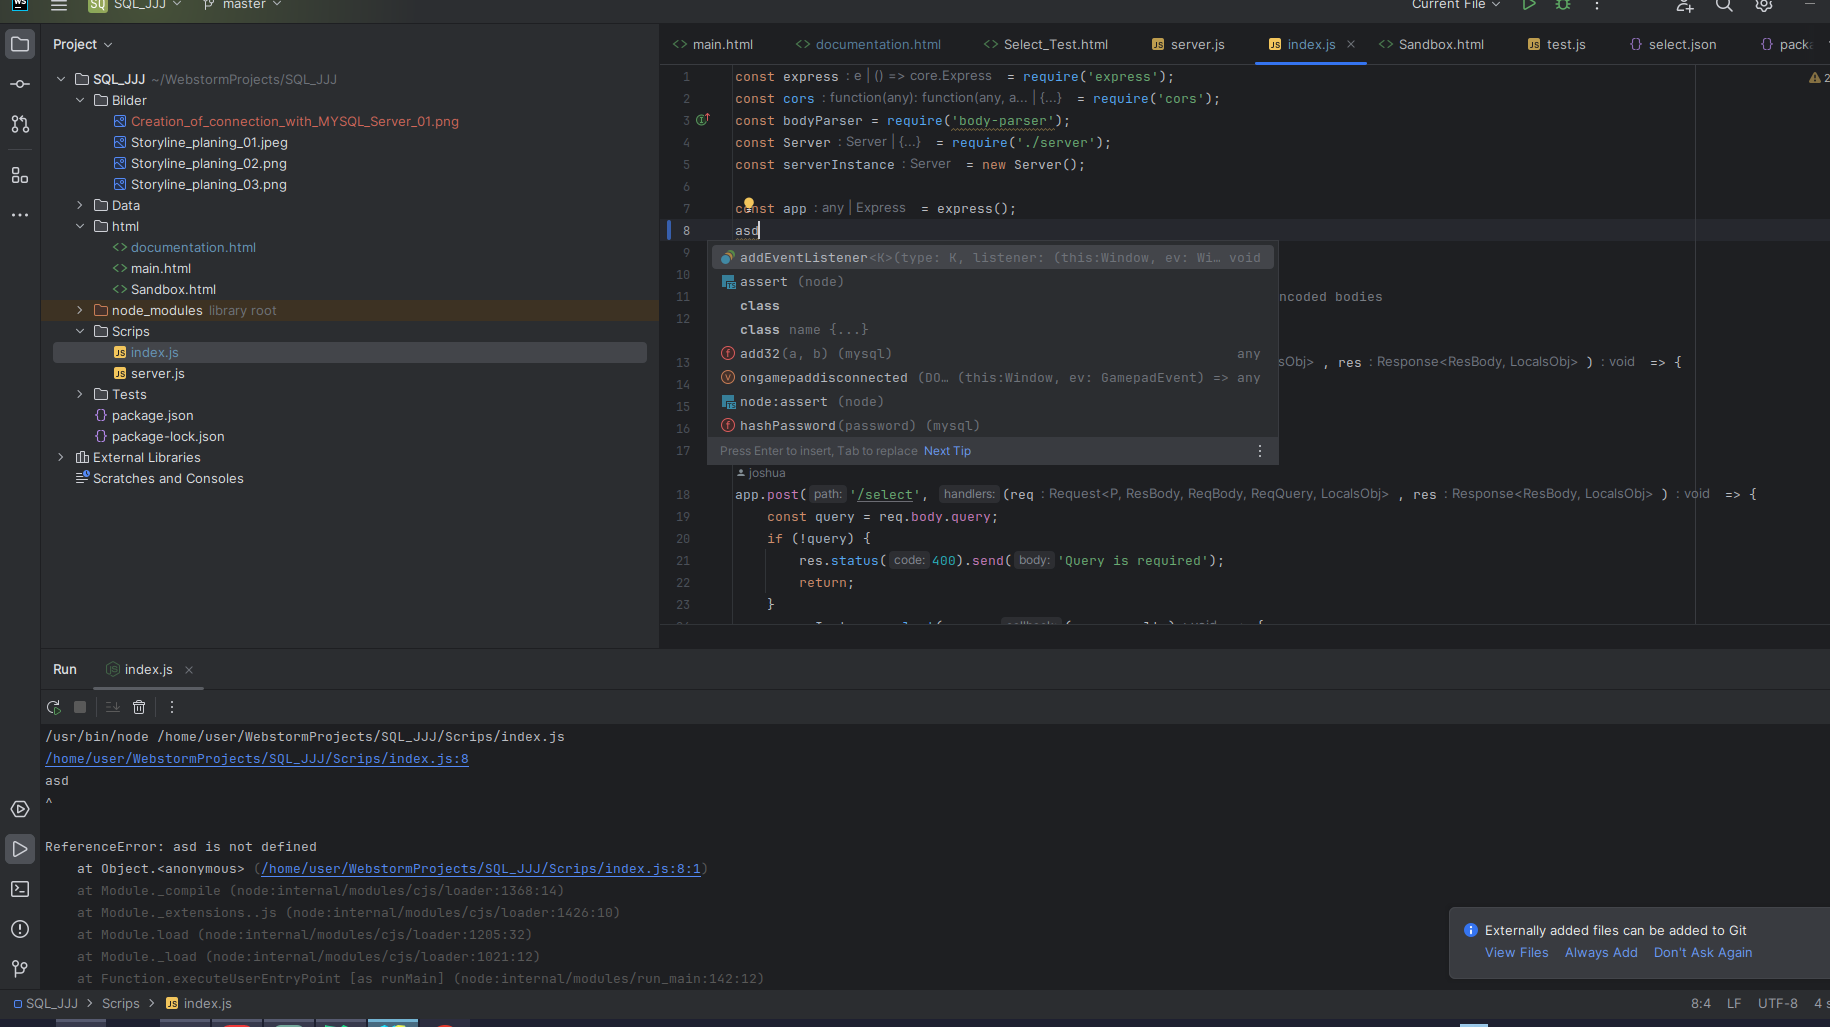 WS
SQ SQL_JJJ master Current File
Project
main.html documentation.html Select_Test.html server.js index.js Sandbox.html test.js select.json
SQL_JJJ ~/WebstormProjects/SQL_JJJ
Bilder
Creation_of_connection_with_MYSQL_Server_01.png
Storyline_planing_01.jpeg
Storyline_planing_02.png
Storyline_planing_03.png
Data
html
documentation.html
main.html
Sandbox.html
node_modules library root
Scrips
index.js
server.js
Tests
package.json
package-lock.json
External Libraries
Scratches and Consoles
1 const express : e | () => core.Express = require('express');
2 const cors : function(any): function(any, a... | {...} = require('cors');
3 const bodyParser = require('body-parser');
4 const Server : Server | {...} = require('./server');
5 const serverInstance : Server = new Server();
6
7 const app : any | Express = express();
8 asd
9
10
11 ncoded bodies
12
13 sObj> , res : Response<ResBody, LocalsObj> ) : void => {
14
15
16
17
addEventListener<K>(type: K, listener: (this:Window, ev: Wi... void
assert (node)
class
class name {...}
add32(a, b) (mysql) any
ongamepaddisconnected (DO... (this:Window, ev: GamepadEvent) => any
node:assert (node)
hashPassword(password) (mysql)
Press Enter to insert, Tab to replace Next Tip
joshua
18 app.post( path: '/select', handlers: (req : Request<P, ResBody, ReqBody, ReqQuery, LocalsObj> , res : Response<ResBody, LocalsObj> ) : void => {
19 const query = req.body.query;
20 if (!query) {
21 res.status( code: 400).send( body: 'Query is required');
22 return;
23 }
Run index.js
/usr/bin/node /home/user/WebstormProjects/SQL_JJJ/Scrips/index.js
/home/user/WebstormProjects/SQL_JJJ/Scrips/index.js:8
asd
^
ReferenceError: asd is not defined
at Object.<anonymous> (/home/user/WebstormProjects/SQL_JJJ/Scrips/index.js:8:1)
at Module._compile (node:internal/modules/cjs/loader:1368:14)
at Module._extensions..js (node:internal/modules/cjs/loader:1426:10)
at Module.load (node:internal/modules/cjs/loader:1205:32)
at Module._load (node:internal/modules/cjs/loader:1021:12)
at Function.executeUserEntryPoint [as runMain] (node:internal/modules/run_main:142:12)
Externally added files can be added to Git
View Files Always Add Don't Ask Again
SQL_JJJ > Scrips > index.js 8:4 LF UTF-8 4